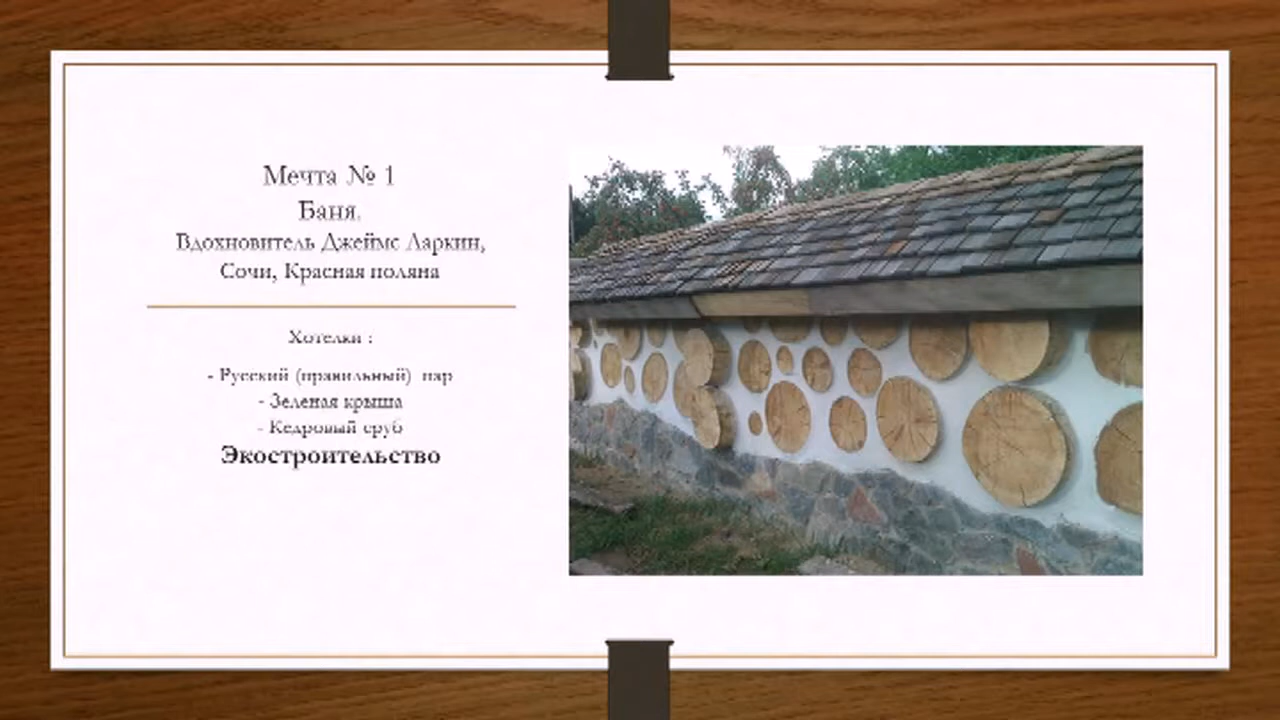 Мечта № 1
Баня.
Вдохновитель Джеймс Ларкин,
Сочи, Красная поляна
Хотелки :
- Русский (правильный) пар
- Зеленая крыша
- Кедровый сруб
Экостроительство